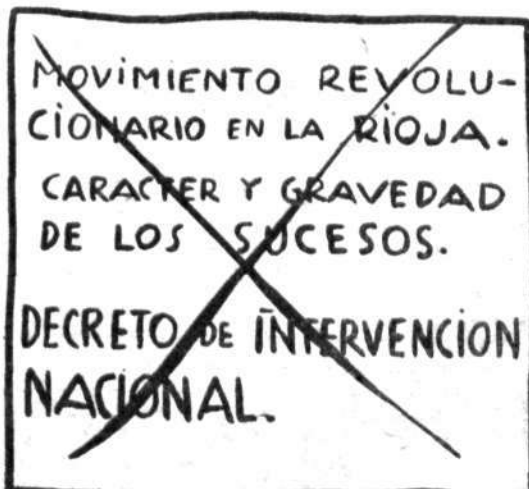 MOVIMIENTO REVOLU-
CIONARIO EN LA RIOJA.
CARACTER Y GRAVEDAD
DE LOS SUCESOS.
DECRETO DE INTERVENCION
NACIONAL.